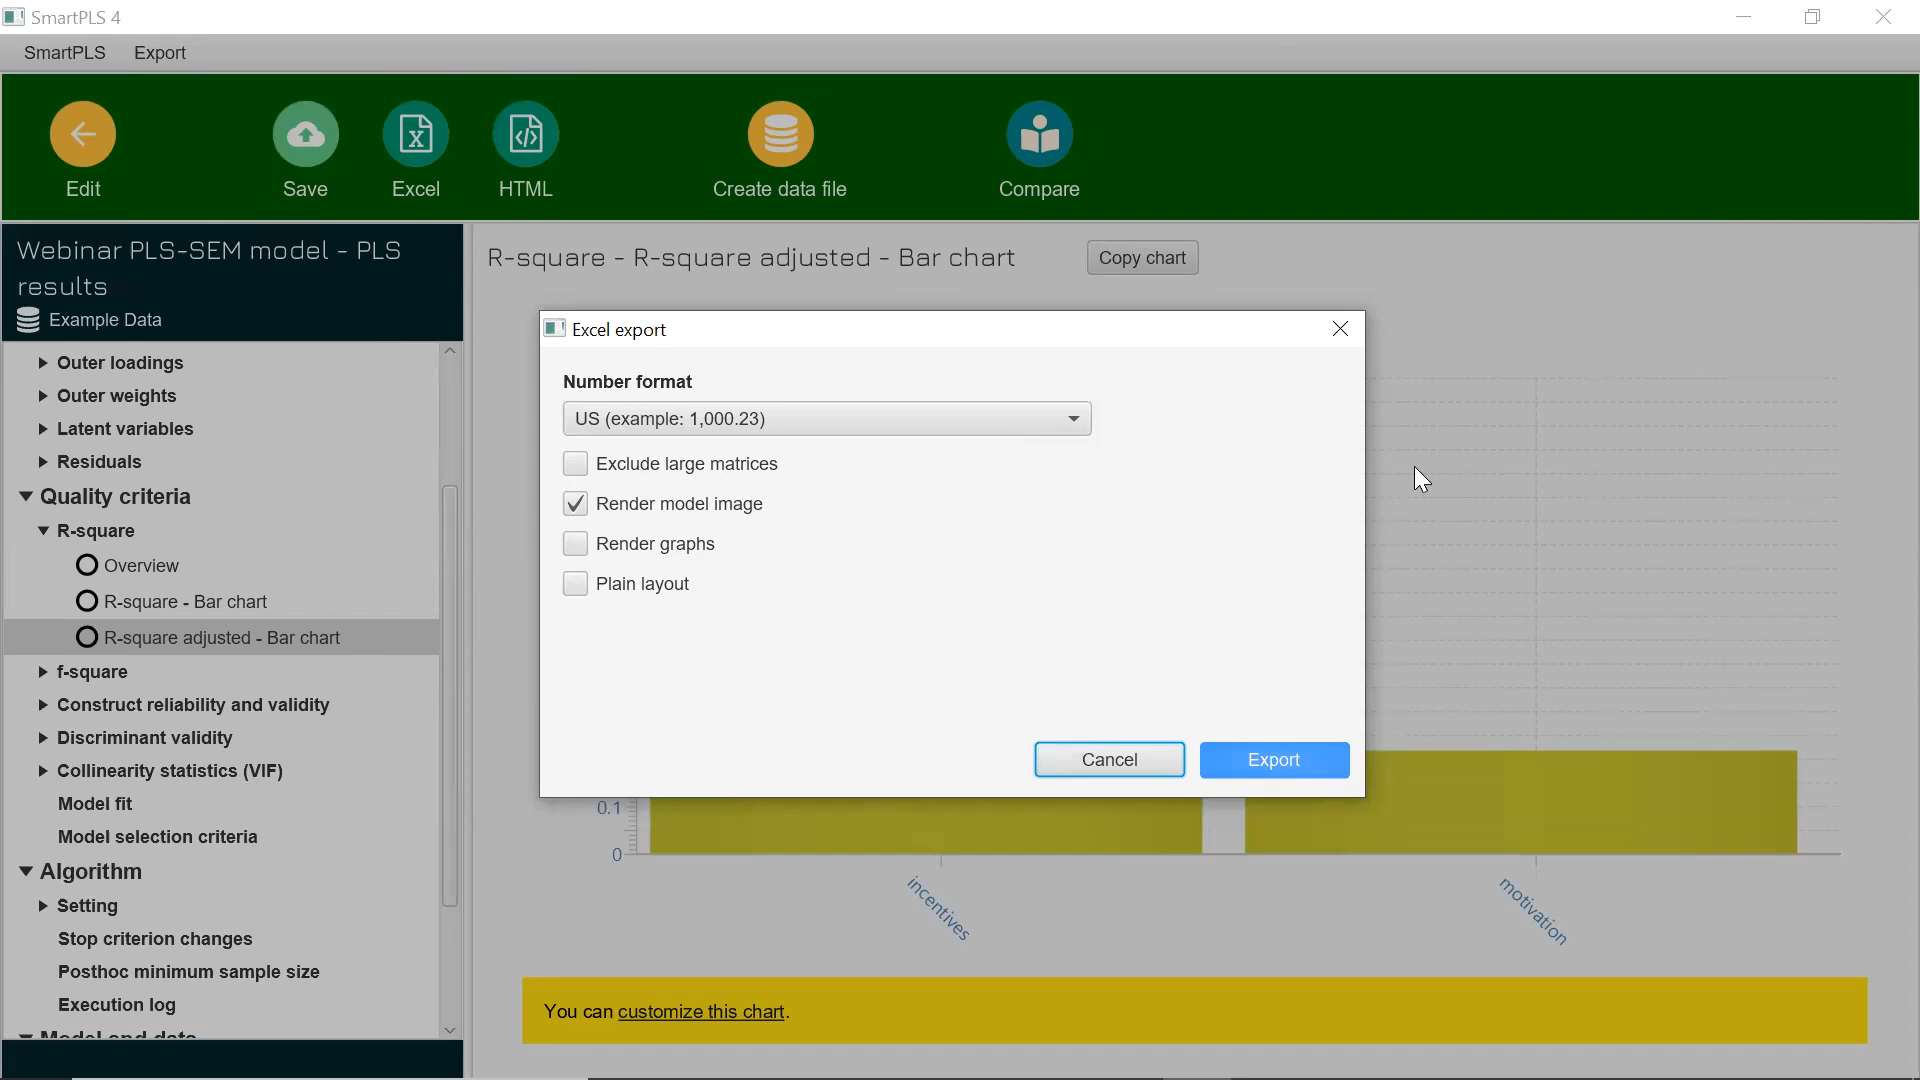 SmartPLS 4
SmartPLS Export
Edit
Save
Excel
HTML
Create data file
Compare
Webinar PLS-SEM model - PLS
results
Example Data
Outer loadings
Outer weights
Latent variables
Residuals
Quality criteria
R-square
Overview
R-square - Bar chart
R-square adjusted - Bar chart
f-square
Construct reliability and validity
Discriminant validity
Collinearity statistics (VIF)
Model fit
Model selection criteria
Algorithm
Setting
Stop criterion changes
Posthoc minimum sample size
Execution log
Model and data
R-square - R-square adjusted - Bar chart
Copy chart
Excel export
Number format
US (example: 1,000.23)
Exclude large matrices
Render model image
Render graphs
Plain layout
Cancel
Export
0.1
0
incentives
motivation
You can customize this chart.